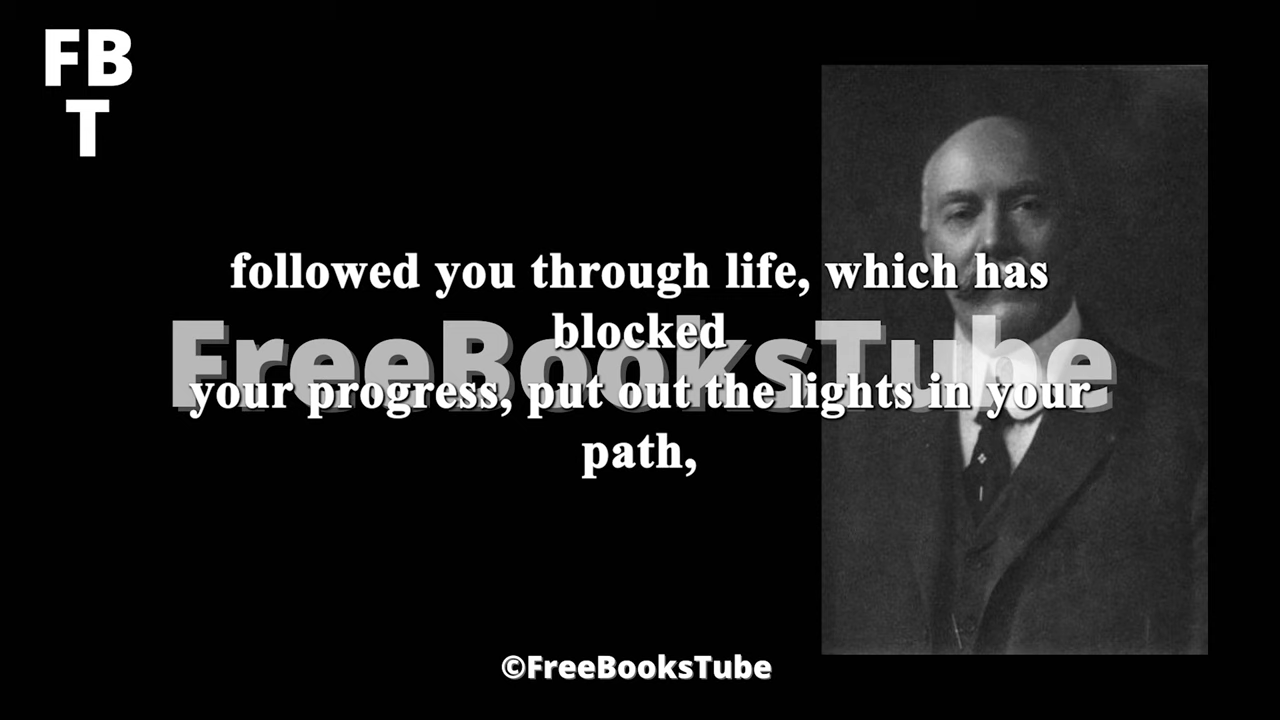 FB
T
followed you through life, which has
blocked
FreeBooksTube
your progress, put out the lights in your
path,
©FreeBooksTube